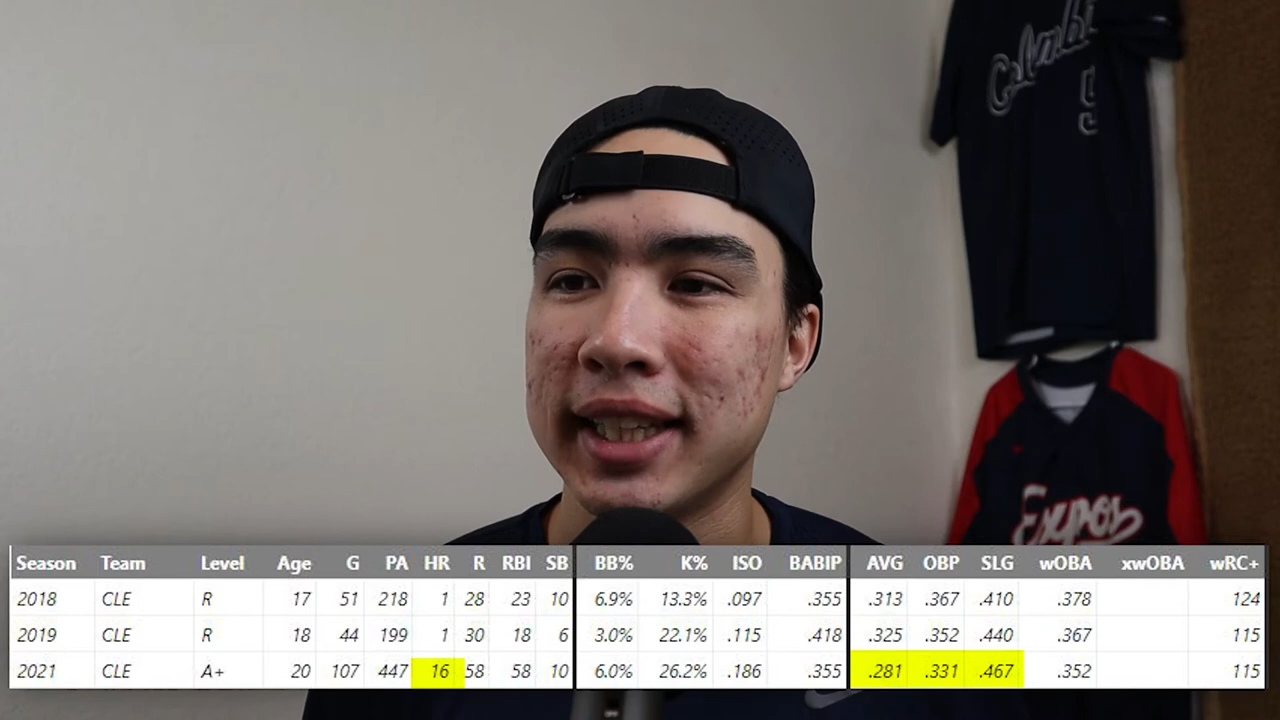 Columbi
5
Expos
Season Team Level Age G PA HR R RBI SB BB% K% ISO BABIP AVG OBP SLG wOBA xwOBA wRC+
2018 CLE R 17 51 218 1 28 23 10 6.9% 13.3% .097 .355 .313 .367 .410 .378 124
2019 CLE R 18 44 199 1 30 18 6 3.0% 22.1% .115 .418 .325 .352 .440 .367 115
2021 CLE A+ 20 107 447 16 58 58 10 6.0% 26.2% .186 .355 .281 .331 .467 .352 115